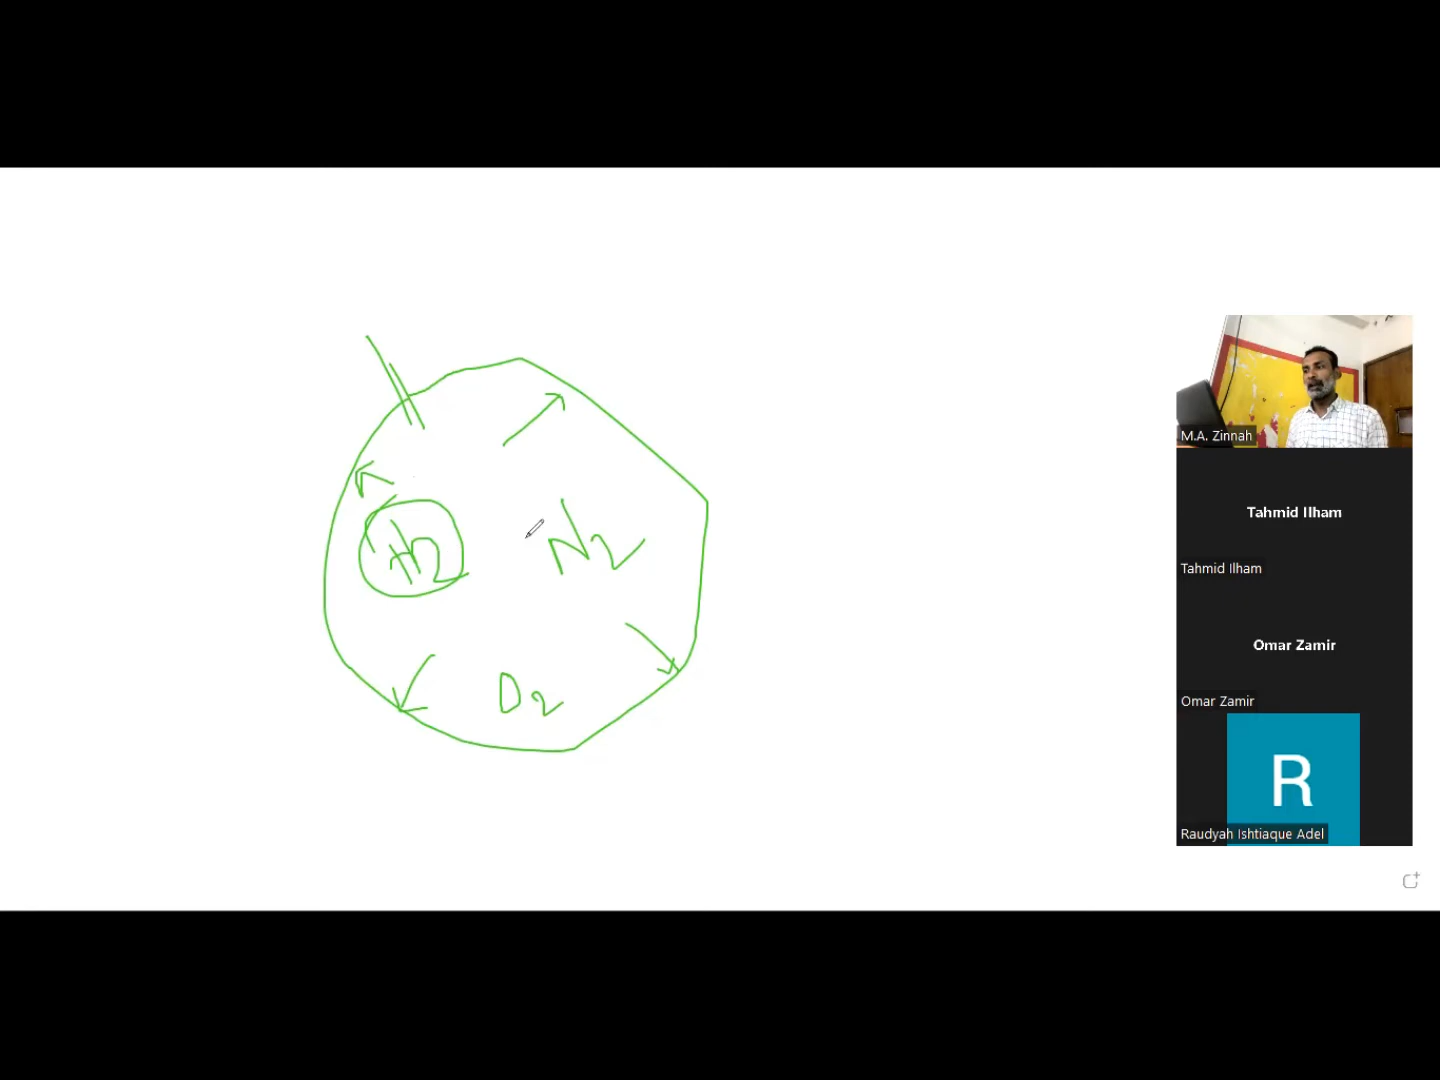 H2
N2
O2
M.A. Zinnah
Tahmid Ilham
Tahmid Ilham
Omar Zamir
Omar Zamir
R
Raudyah Ishtiaque Adel